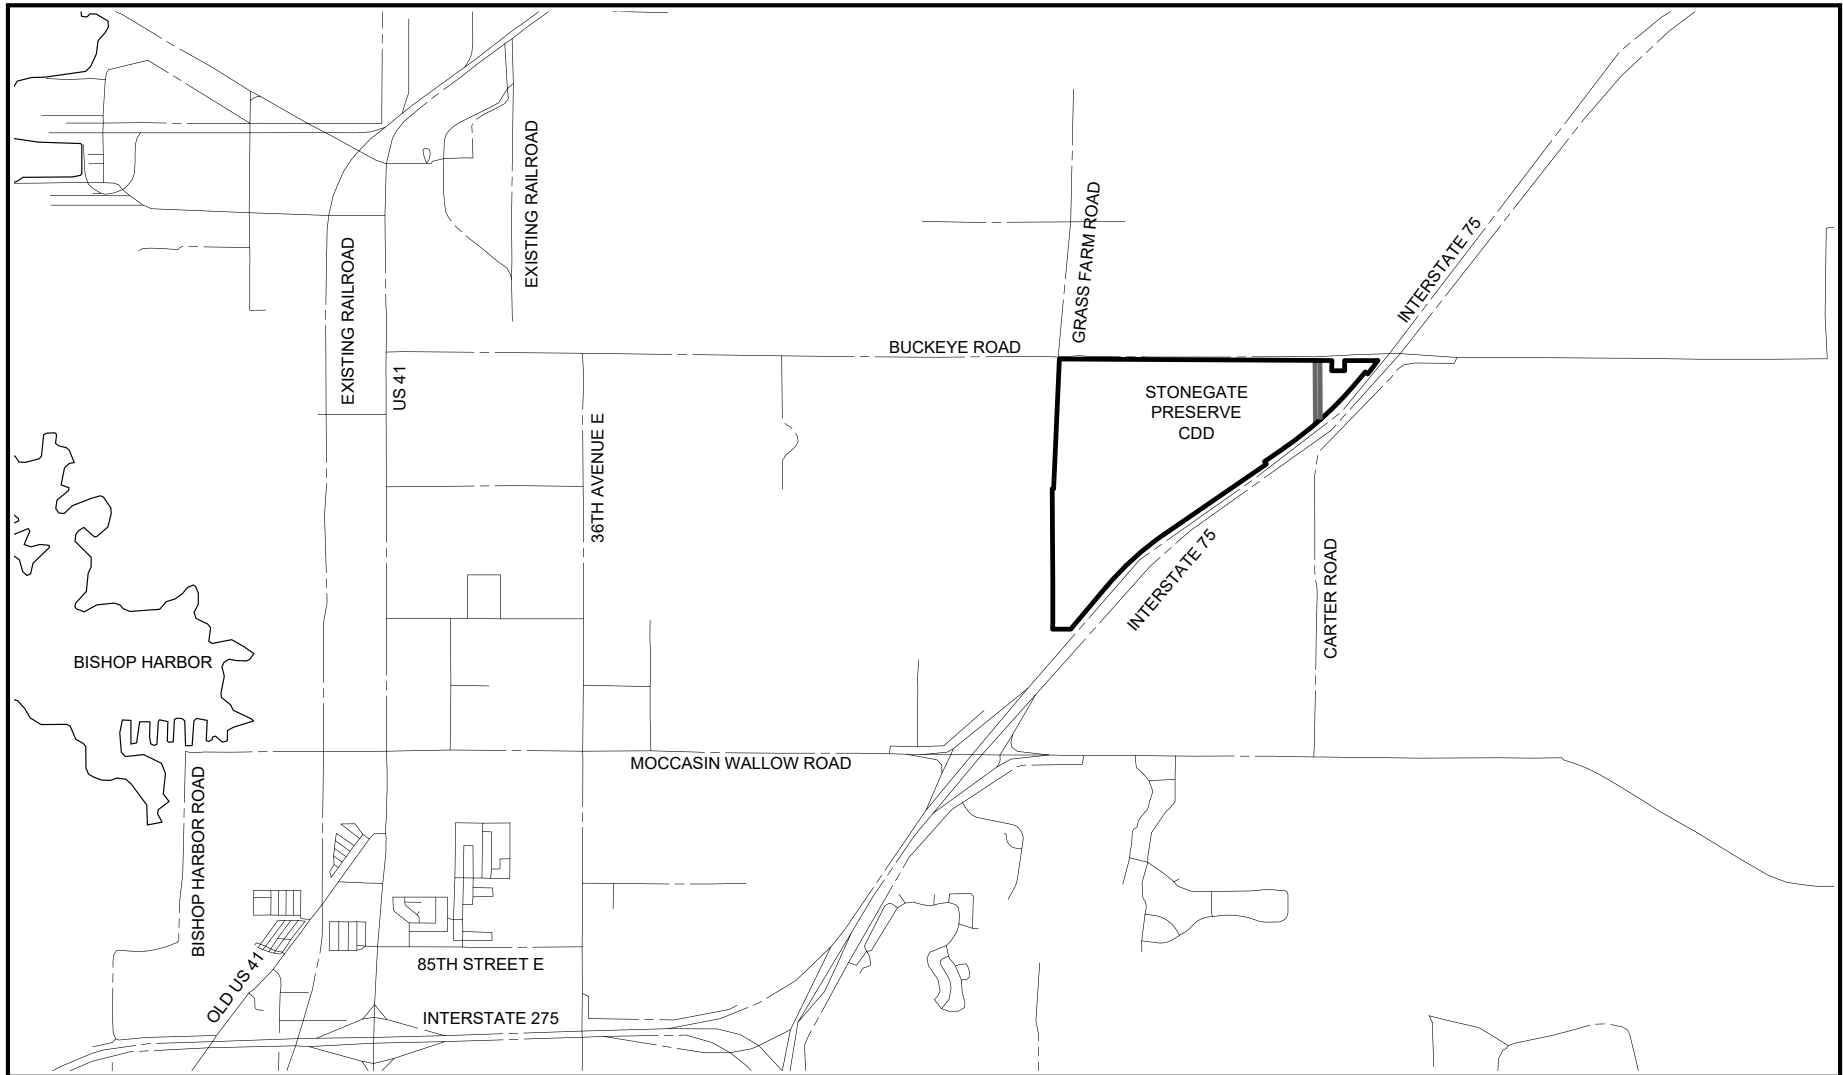 EXISTING RAILROAD
EXISTING RAILROAD
GRASS FARM ROAD
INTERSTATE 75
BUCKEYE ROAD
US 41
STONEGATE
PRESERVE
CDD
36TH AVENUE E
INTERSTATE 75
CARTER ROAD
BISHOP HARBOR
MOCCASIN WALLOW ROAD
BISHOP HARBOR ROAD
OLD US 41
85TH STREET E
INTERSTATE 275